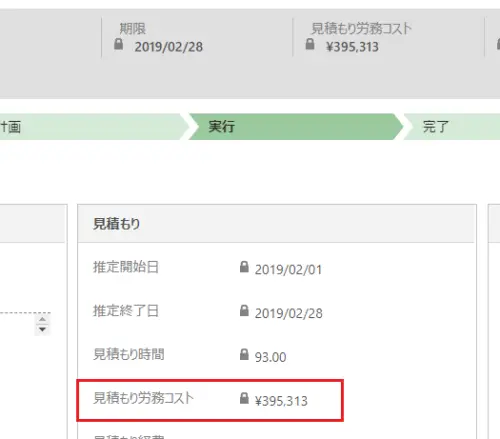 期限
2019/02/28
見積もり労務コスト
¥395,313
計画
実行
完了
見積もり
推定開始日 2019/02/01
推定終了日 2019/02/28
見積もり時間 93.00
見積もり労務コスト ¥395,313